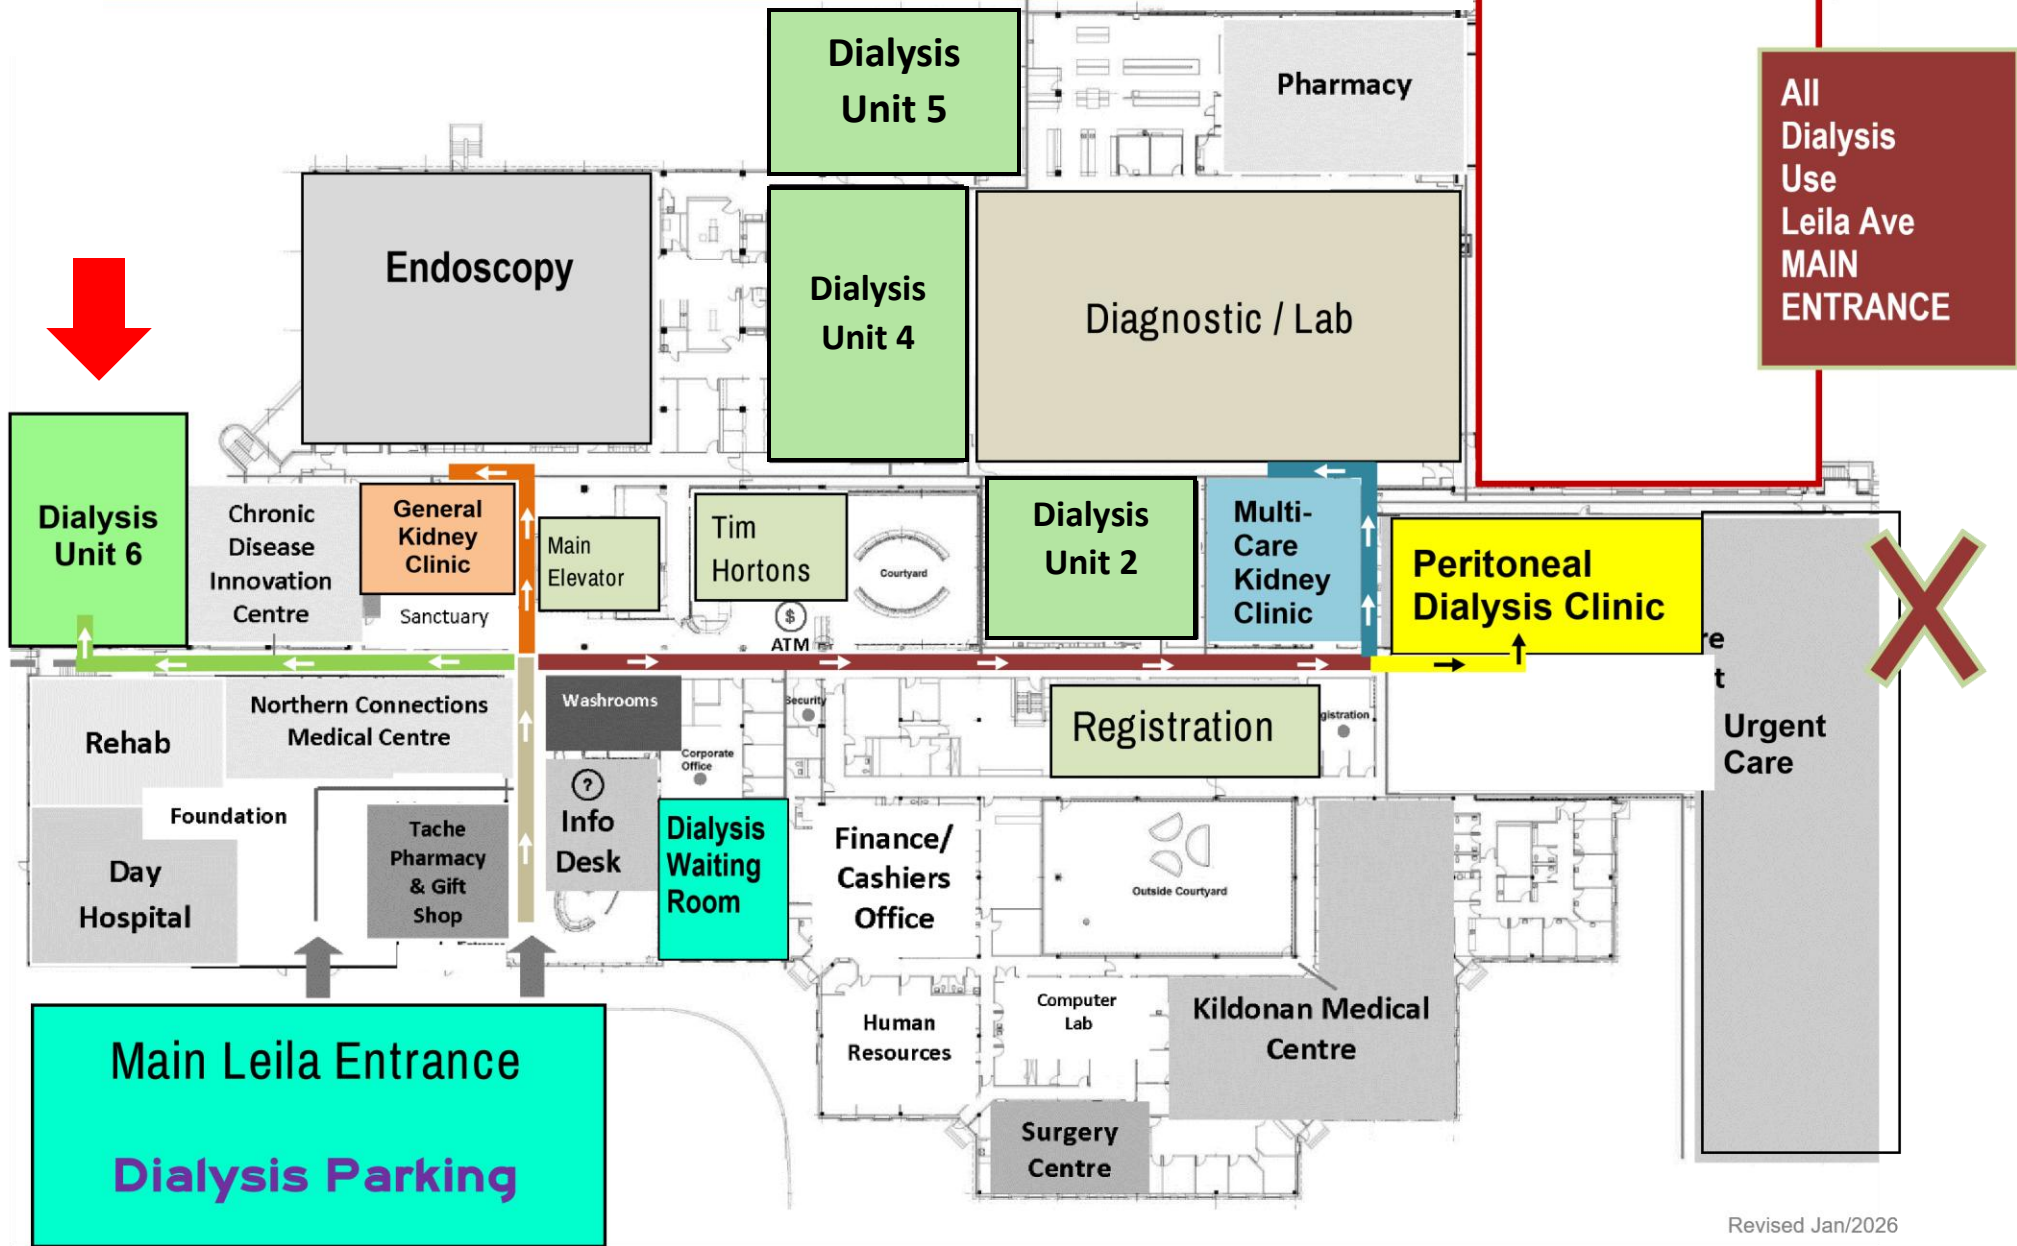 Dialysis
Unit 5
Pharmacy
All
Dialysis
Use
Leila Ave
MAIN
ENTRANCE
Endoscopy
Dialysis
Unit 4
Diagnostic / Lab
Dialysis
Unit 6
Chronic
Disease
Innovation
Centre
General
Kidney
Clinic
Sanctuary
Main
Elevator
Tim
Hortons
$
ATM
Courtyard
Dialysis
Unit 2
Multi-
Care
Kidney
Clinic
Peritoneal
Dialysis Clinic
re
t
Urgent
Care
Rehab
Northern Connections
Medical Centre
Foundation
Day
Hospital
Tache
Pharmacy
& Gift
Shop
Washrooms
Corporate
Office
Security
?
Info
Desk
Dialysis
Waiting
Room
Registration
gistration
Finance/
Cashiers
Office
Outside Courtyard
Human
Resources
Computer
Lab
Kildonan Medical
Centre
Surgery
Centre
Main Leila Entrance
Dialysis Parking
Revised Jan/2026